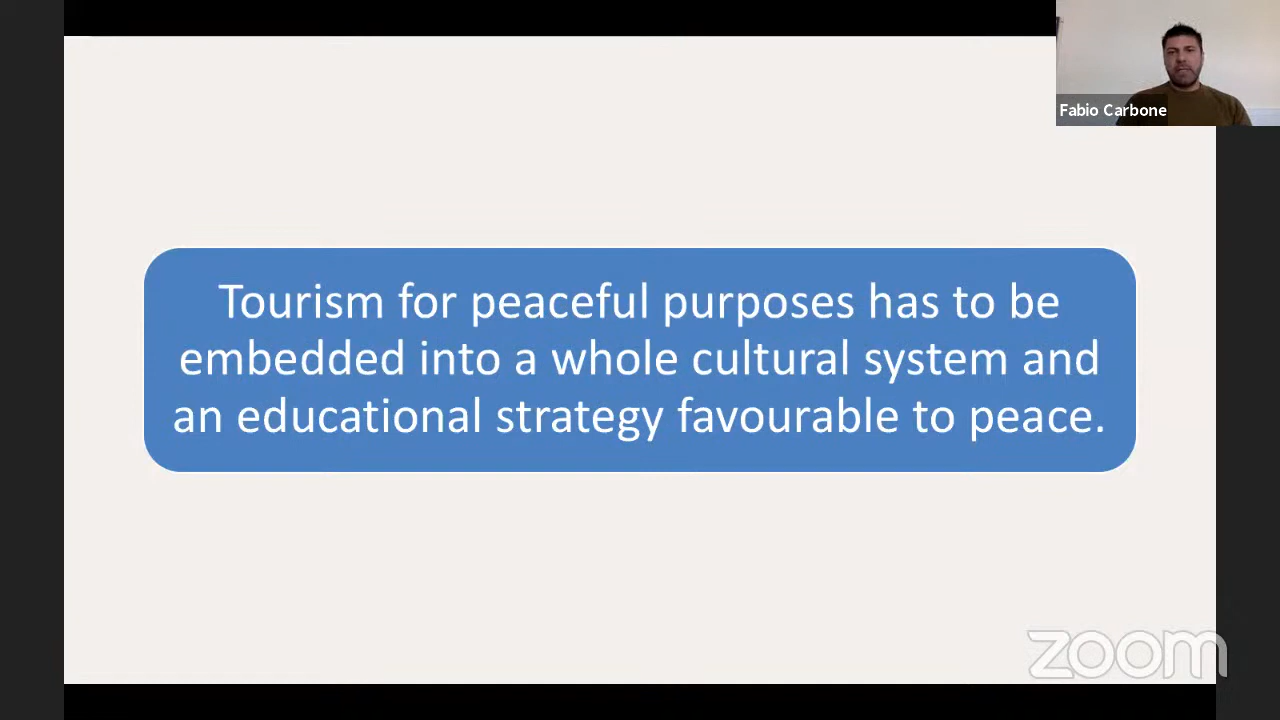 Fabio Carbone
Tourism for peaceful purposes has to be
embedded into a whole cultural system and
an educational strategy favourable to peace.
zoom